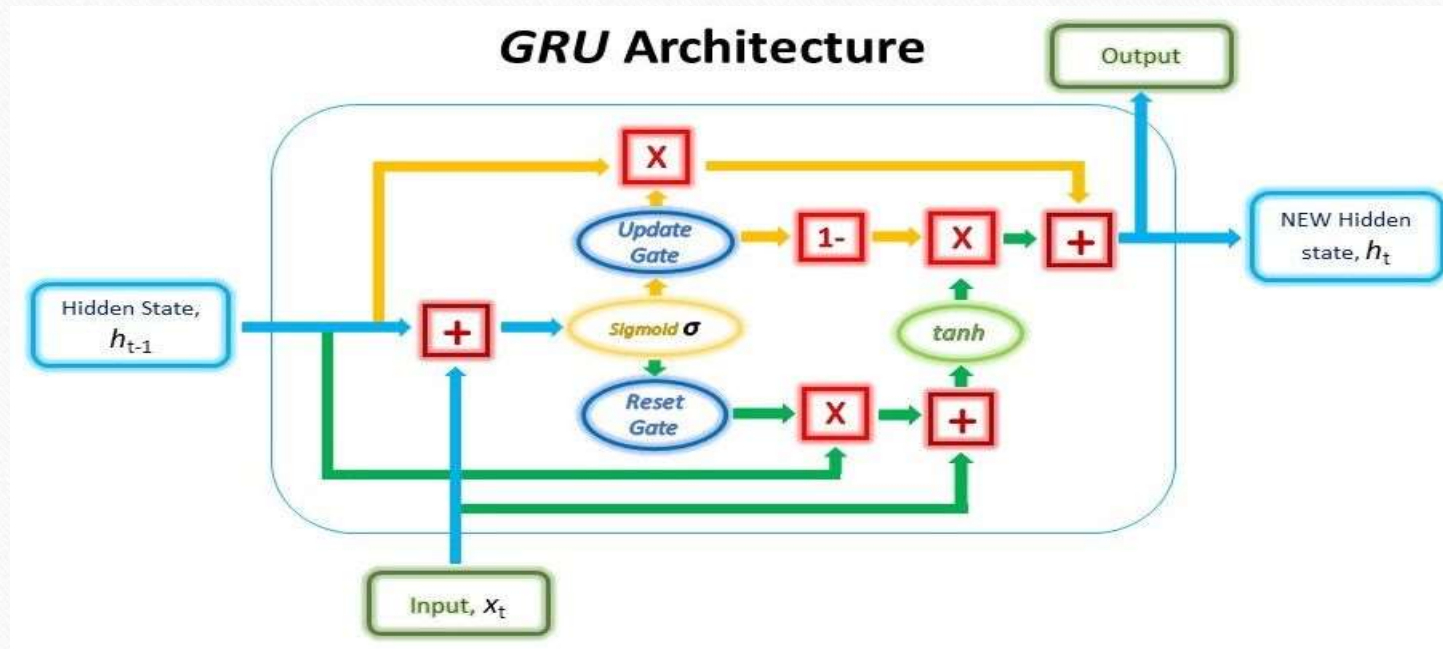 GRU Architecture
Output
X
Update
Gate
1-
X
+
NEW Hidden
state, hₜ
Hidden State,
hₜ₋₁
+
Sigmoid σ
tanh
Reset
Gate
X
+
Input, xₜ